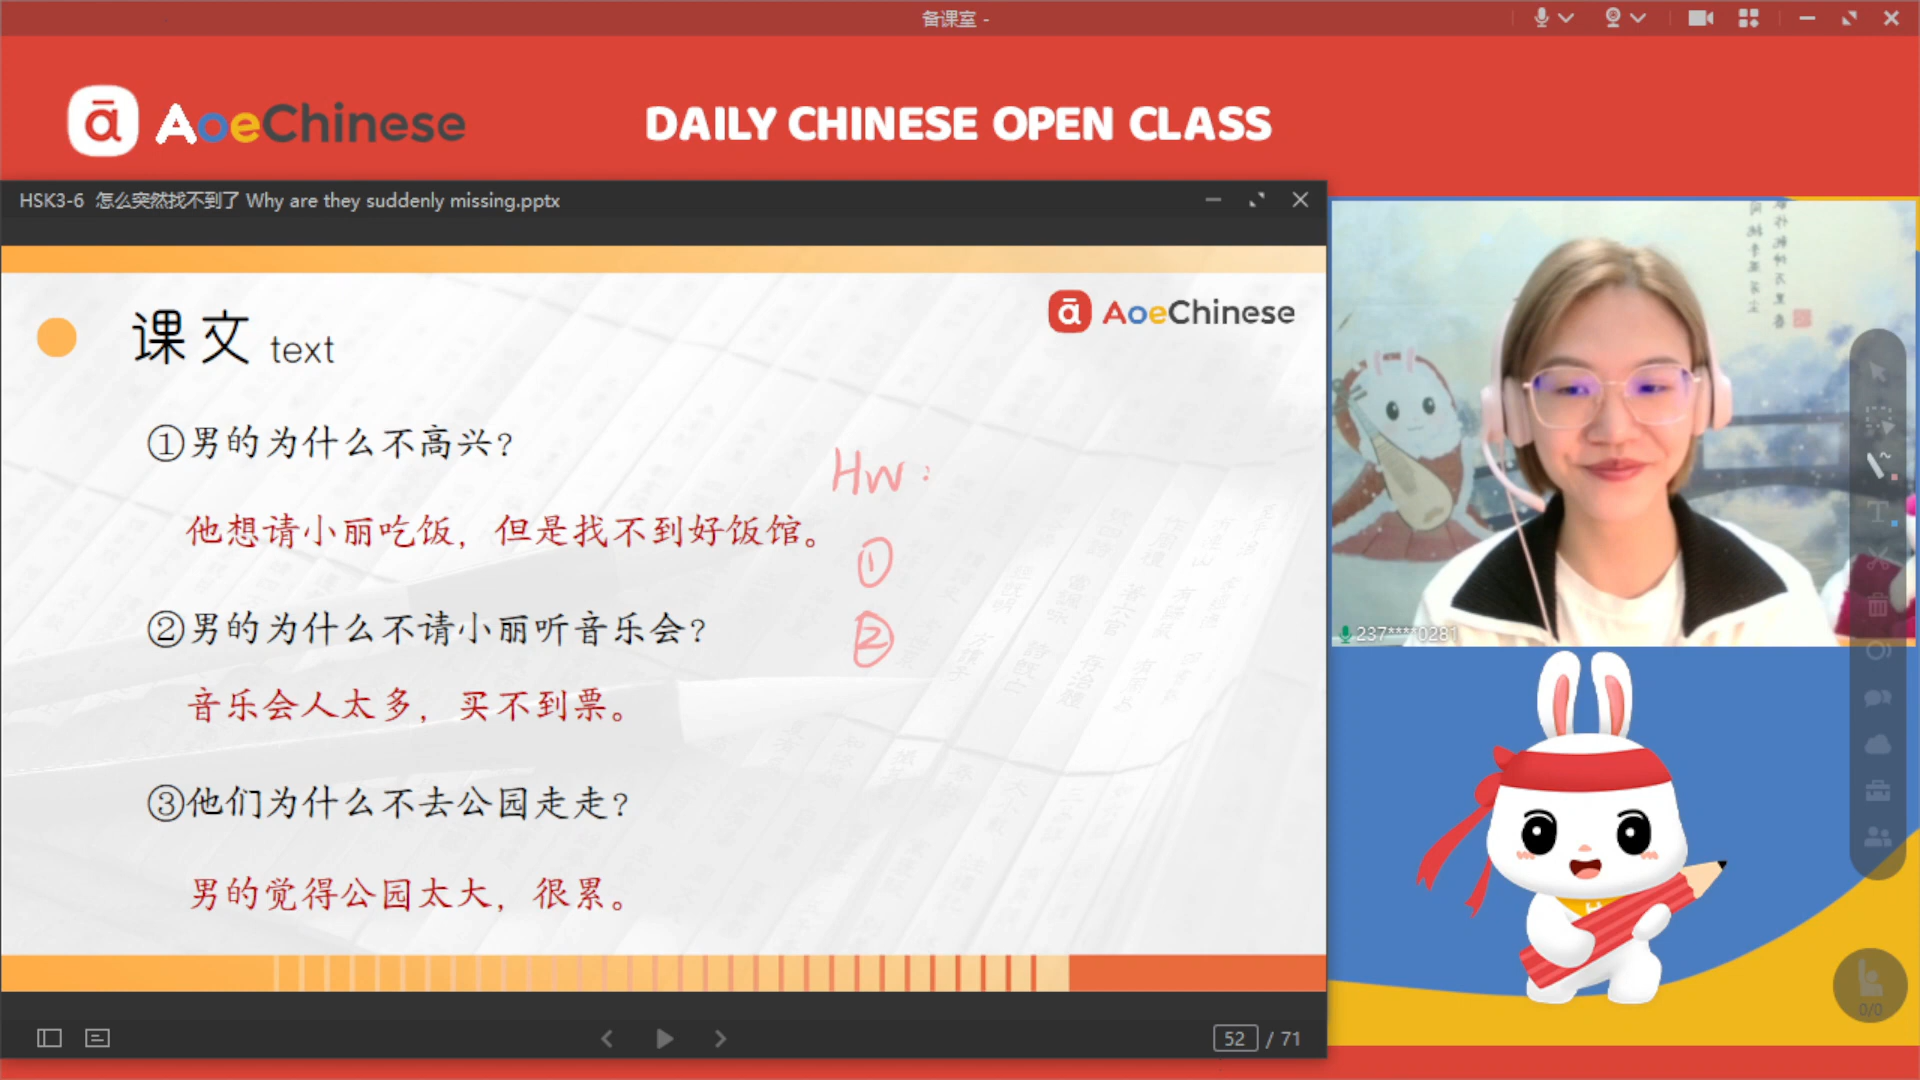 备课室 -
ā AoeChinese
DAILY CHINESE OPEN CLASS
HSK3-6 怎么突然找不到了 Why are they suddenly missing.pptx
ā AoeChinese
课文 text
①男的为什么不高兴?
他想请小丽吃饭，但是找不到好饭馆。
②男的为什么不请小丽听音乐会?
音乐会人太多，买不到票。
③他们为什么不去公园走走?
男的觉得公园太大，很累。
HW:
①
②
237****0281
52 / 71
0/0